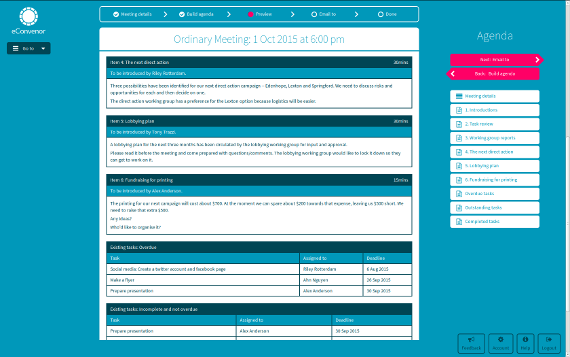 eConvenor
Go to
Meeting details
Build agenda
Preview
Email to
Done
Ordinary Meeting: 1 Oct 2015 at 6:00 pm
Item 4: The next direct action 30mins
To be introduced by Riley Rotterdam.
Three possibilities have been identified for our next direct action campaign - Edenhope, Loxton and Springford. We need to discuss risks and
opportunities for each and then decide on one.
The direct action working group has a preference for the Loxton option because logistics will be easier.
Item 5: Lobbying plan
To be introduced by Tony
A lobbying plan for the next three months has been circulated by the lobbying working group for input and approval.
Please read it before the meeting and come prepared with questions/comments. The lobbying working group would like to lock it down so they
can get to work on it.
Item 6: Fundraising for printing 15mins
To be introduced by Alex Anderson.
The printing for our next campaign will cost about $700. At the moment we can spare about $200 towards that expense, leaving us $500 short. We
need to raise that extra $500.
Any ideas?
Who'd like to organise it?
Existing tasks: Overdue
Task Assigned to Deadline
Social media: Create a twitter account and facebook page Riley Rotterdam 6 Aug 2015
Make a flyer Nguyen 26 Sep 2015
Prepare presentation Alex Anderson 30 Sep 2015
Existing tasks: Incomplete and not overdue
Task Assigned to Deadline
Prepare presentation Alex Anderson 30 Sep 2015
Agenda
Next: Email to
Back: Build agenda
Meeting details
1. Introductions
2. Task review
3. Working group reports
4. The next direct action
5. Lobbying plan
6. Fundraising for printing
Overdue tasks
Outstanding tasks
Completed tasks
Feedback
Account
Help
Logout